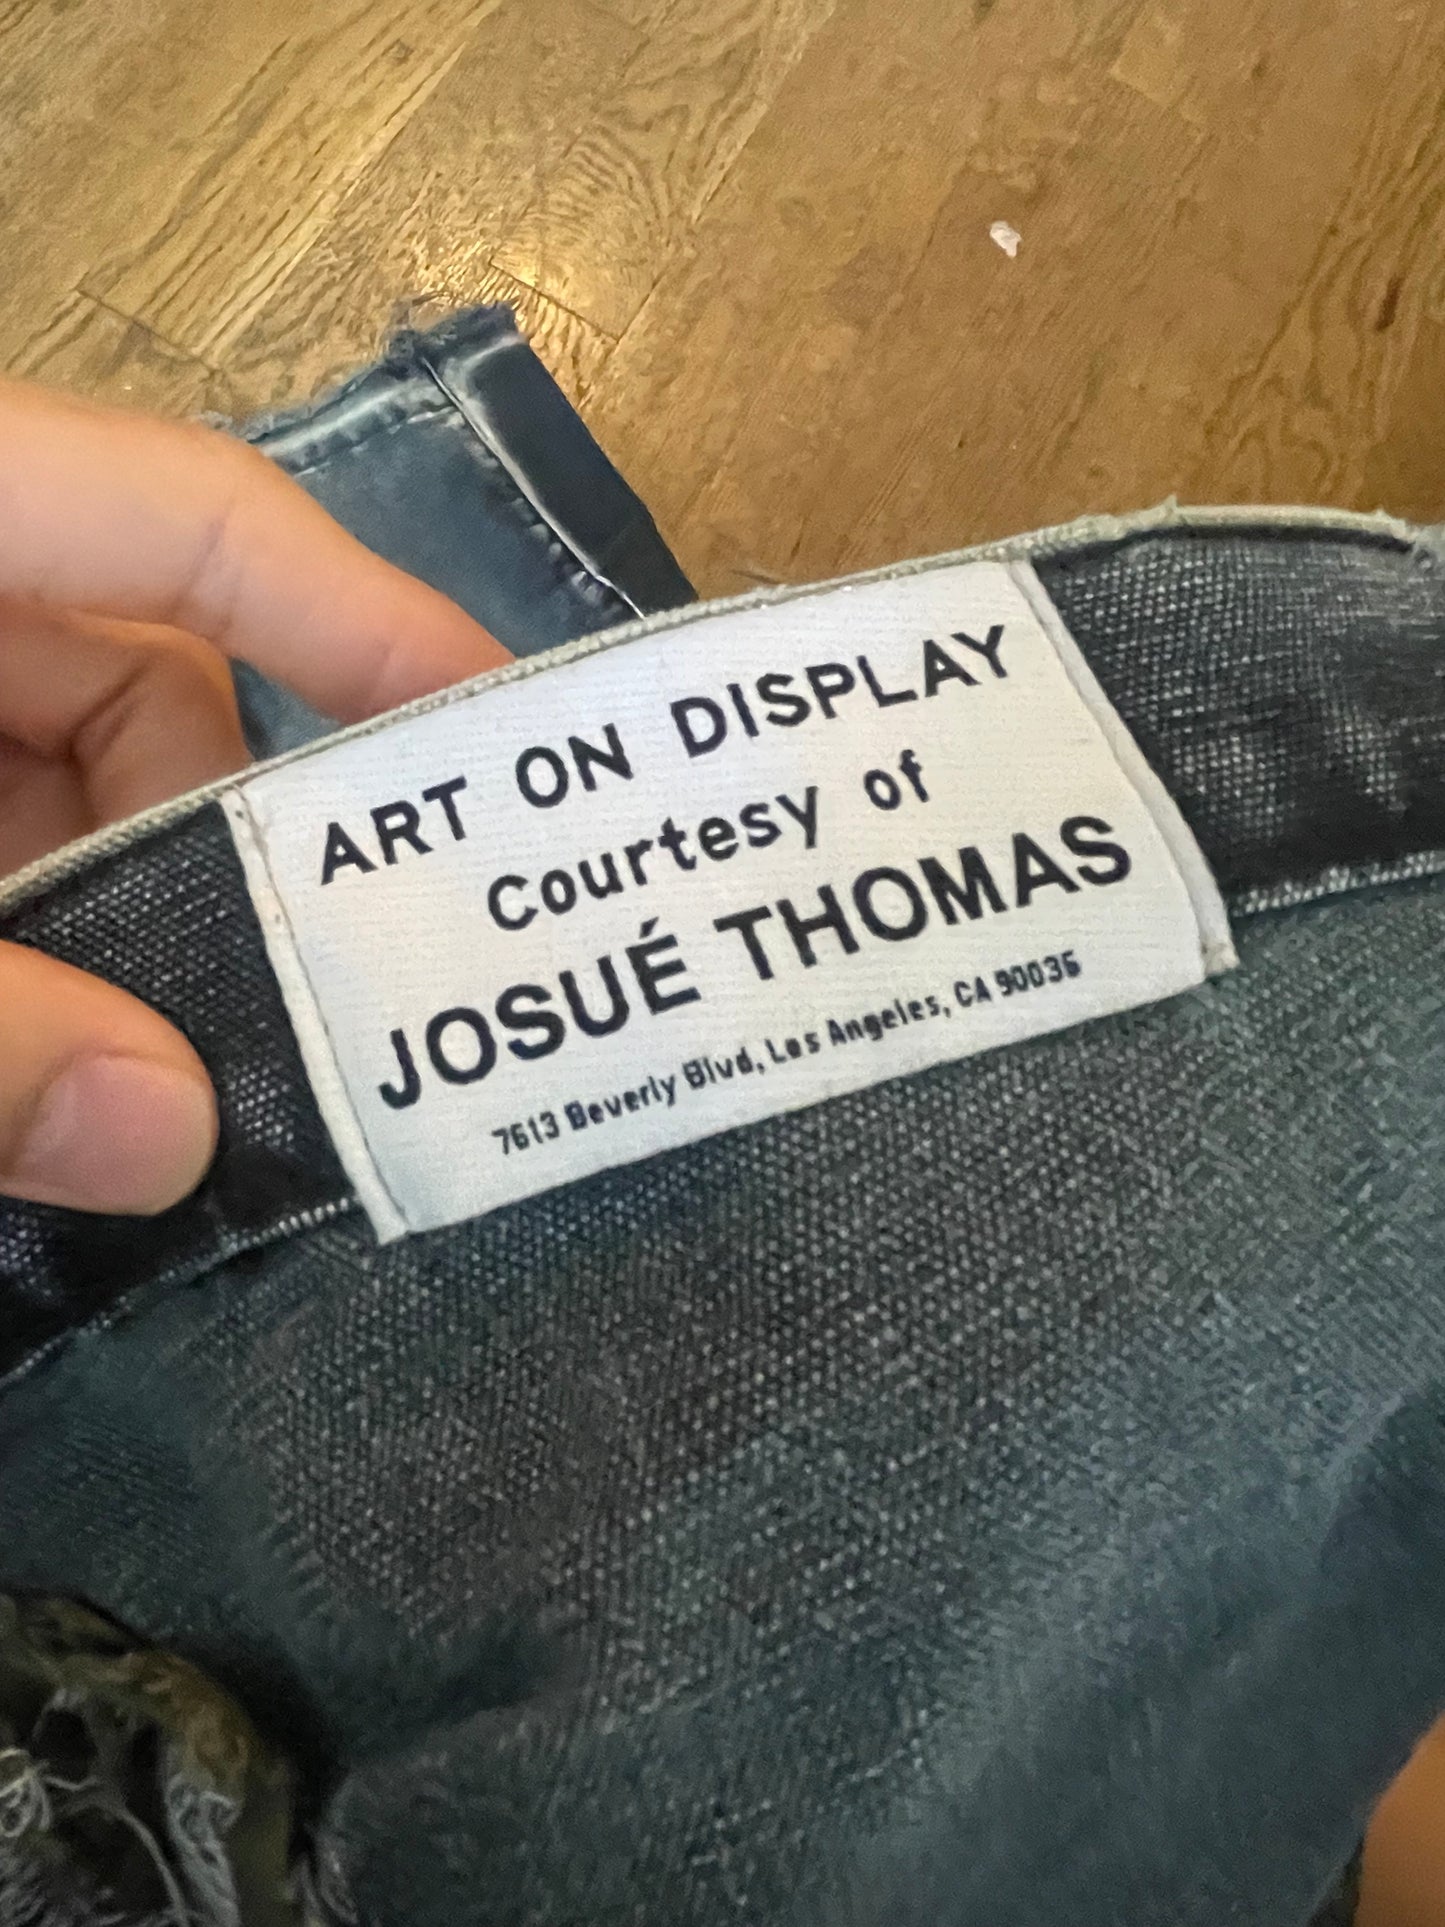 ART ON DISPLAY
Courtesy of
JOSUÉ THOMAS
7613 Beverly Blvd, Los Angeles, CA 90036